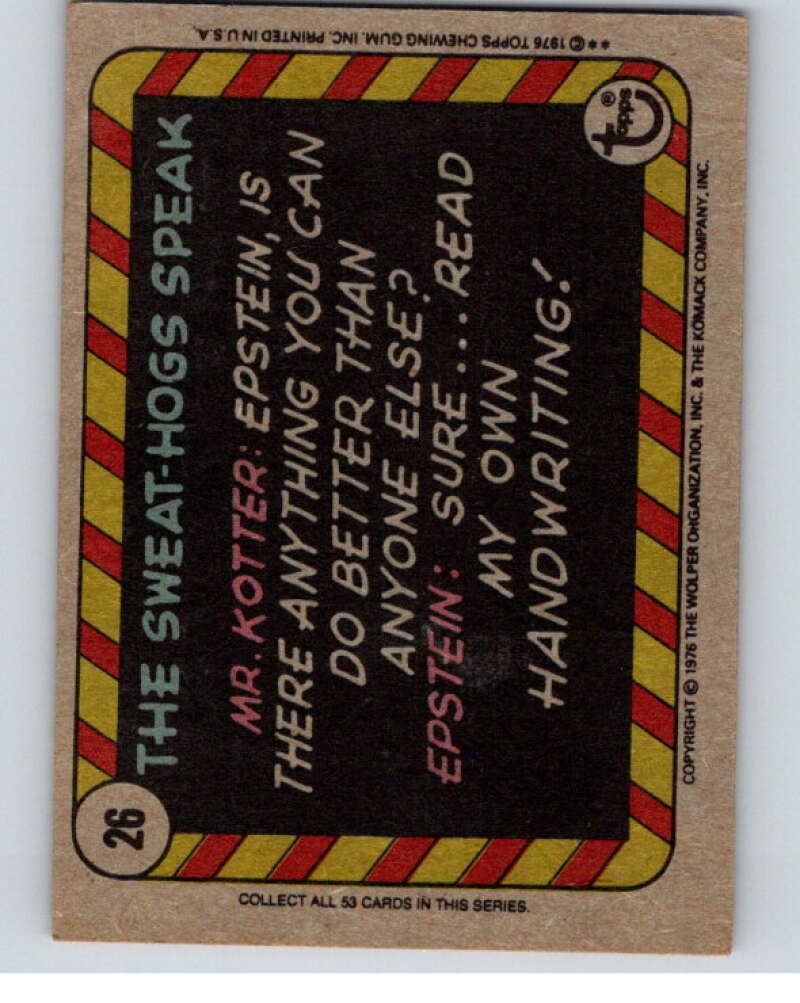 26
THE SWEAT-HOGS SPEAK
MR. KOTTER: EPSTEIN, IS
THERE ANYTHING YOU CAN
DO BETTER THAN
ANYONE ELSE?
EPSTEIN: SURE...READ
MY OWN
HANDWRITING!
topps®
COLLECT ALL 53 CARDS IN THIS SERIES.
***© 1976 TOPPS CHEWING GUM, INC. PRINTED IN U.S.A.
COPYRIGHT © 1976 THE WOLPER ORGANIZATION, INC. & THE KOMACK COMPANY, INC.